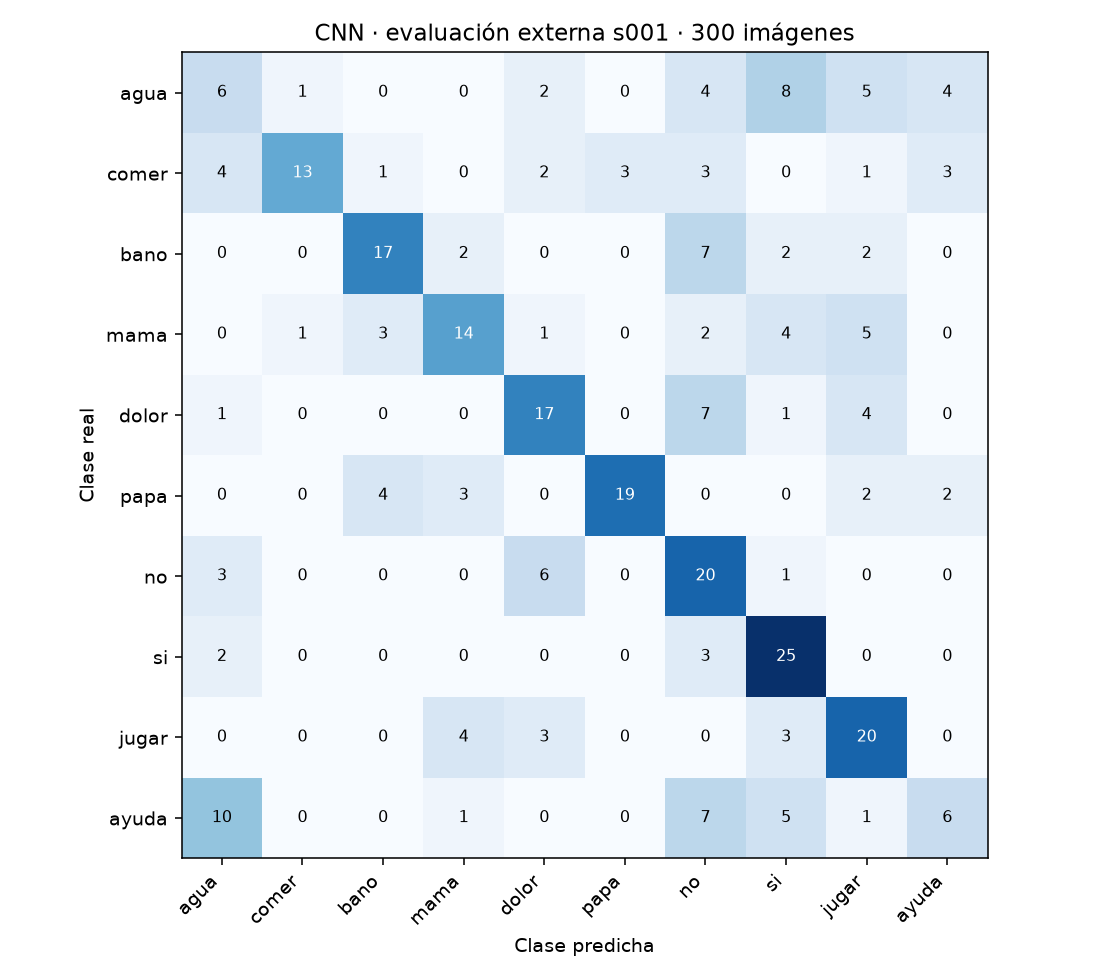 CNN · evaluación externa s001 · 300 imágenes
agua 6 1 0 0 2 0 4 8 5 4
comer 4 13 1 0 2 3 3 0 1 3
bano 0 0 17 2 0 0 7 2 2 0
mama 0 1 3 14 1 0 2 4 5 0
dolor 1 0 0 0 17 0 7 1 4 0
papa 0 0 4 3 0 19 0 0 2 2
no 3 0 0 0 6 0 20 1 0 0
si 2 0 0 0 0 0 3 25 0 0
jugar 0 0 0 4 3 0 0 3 20 0
ayuda 10 0 0 1 0 0 7 5 1 6
Clase real
agua comer bano mama dolor papa no si jugar ayuda
Clase predicha